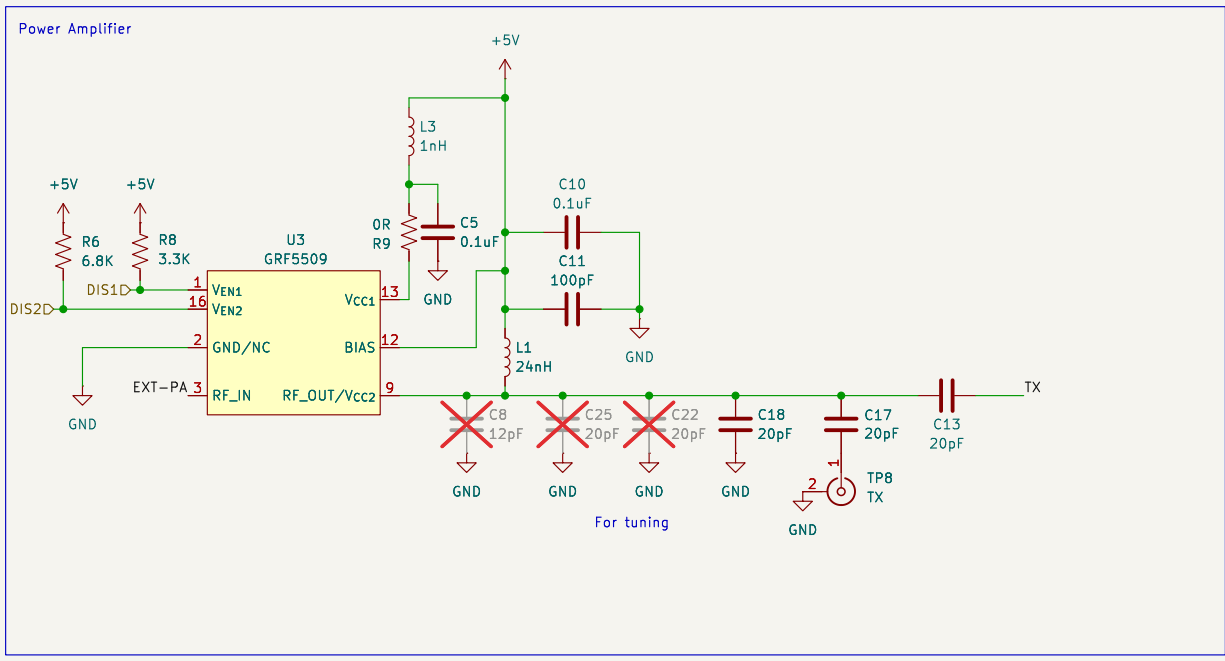 Power Amplifier
+5V
L3
1nH
+5V
+5V
C10
0.1uF
R6
6.8K
R8
3.3K
0R
R9
C5
0.1uF
U3
GRF5509
C11
100pF
DIS1
1
VEN1
DIS2
16
VEN2
VCC1
13
GND
2
GND/NC
BIAS
12
L1
24nH
GND
EXT-PA
3
RF_IN
RF_OUT/VCC2
9
TX
GND
C8
12pF
C25
20pF
C22
20pF
C18
20pF
C17
20pF
C13
20pF
1
2
TP8
TX
GND
GND
GND
GND
GND
For tuning